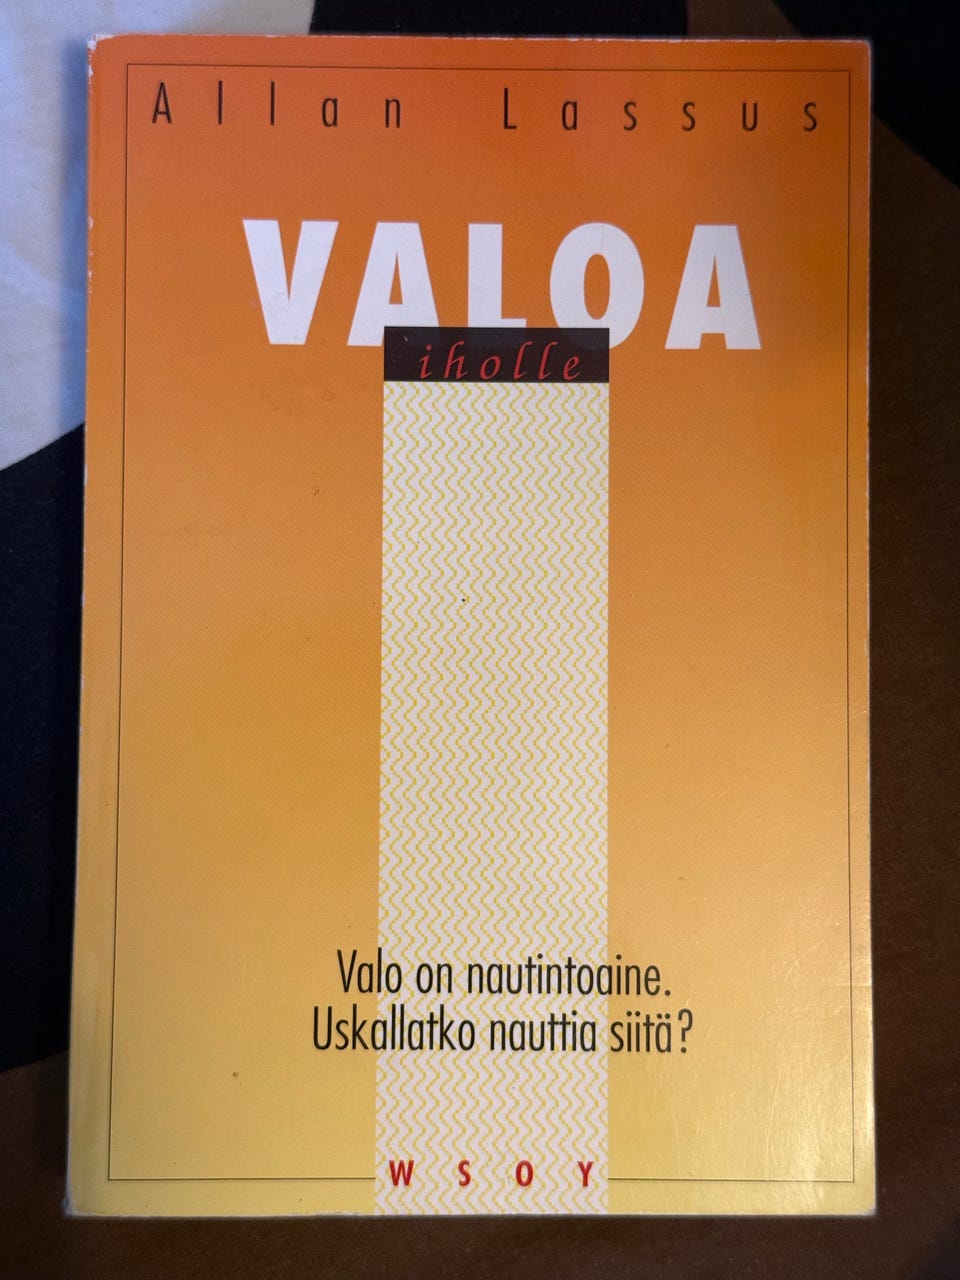 Allan Lassus
VALOA
iholle
Valo on nautintoaine.
Uskallatko nauttia siitä?
WSOY